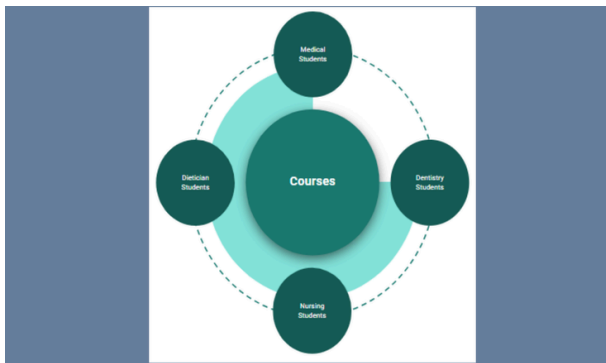 Medical
Students
Dietician
Students
Courses
Dentistry
Students
Nursing
Students